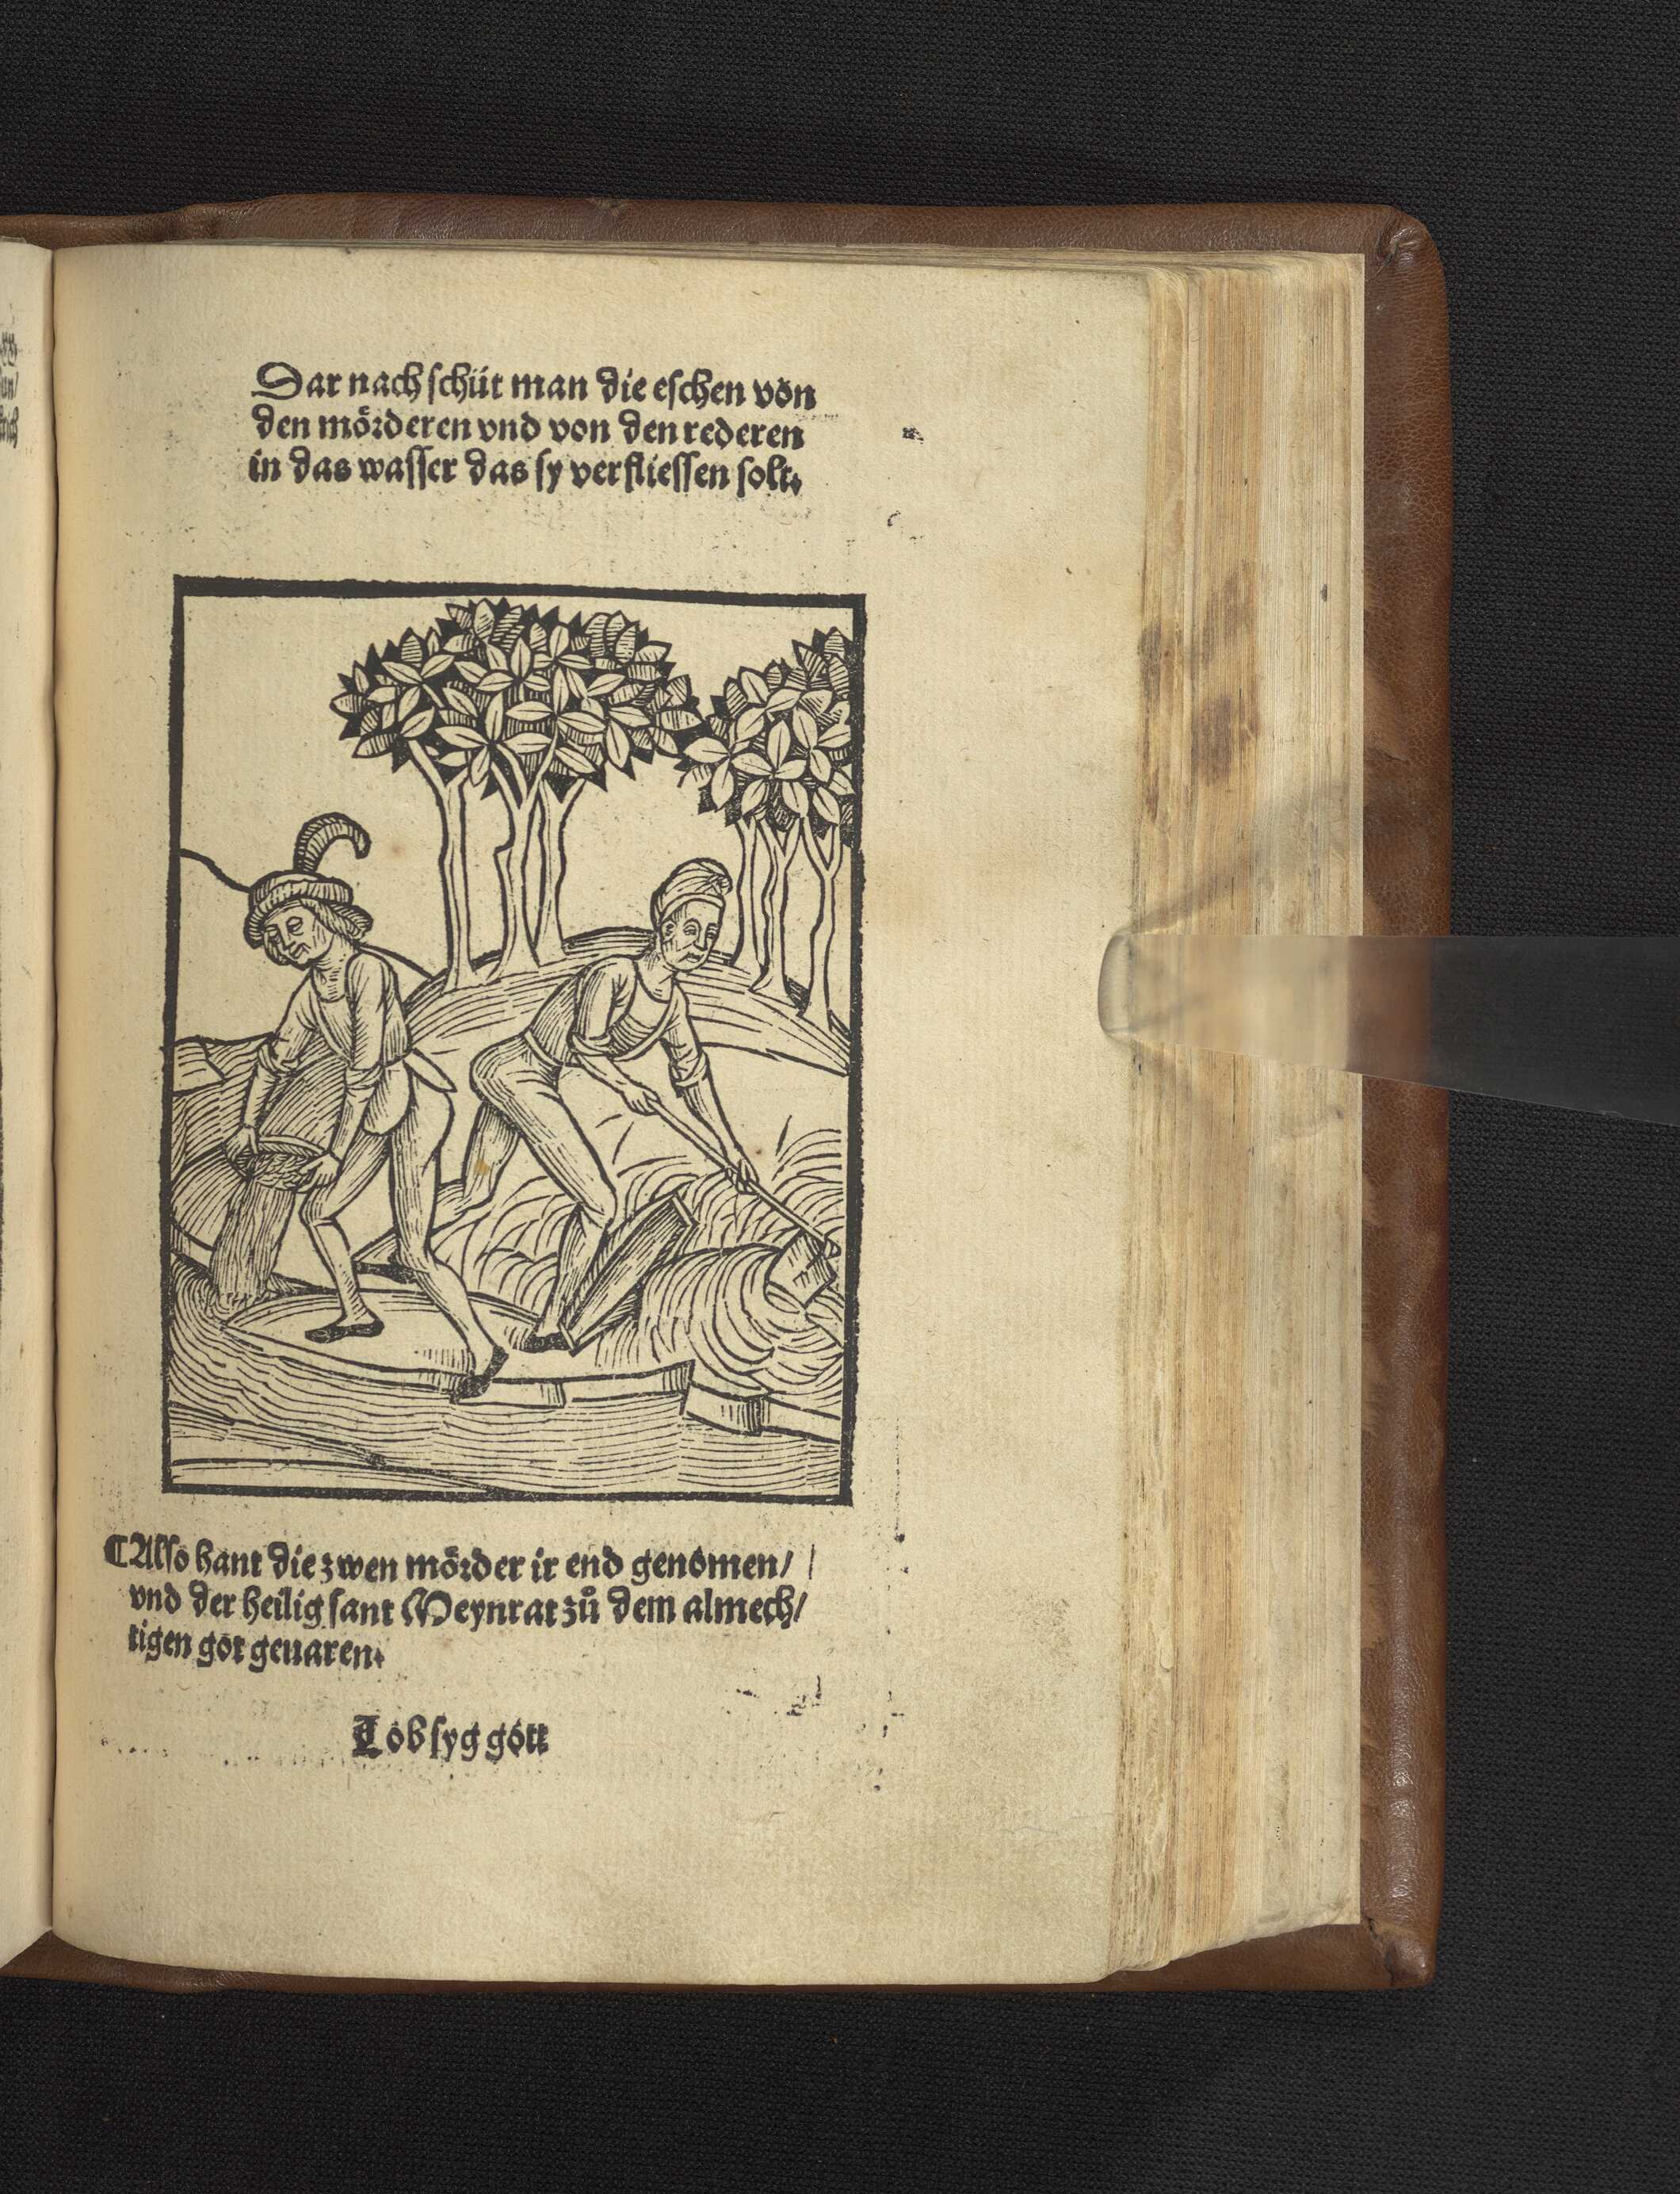 Dar nach schüt man die eschen von
den mörderen vnd von den rederen
in das wasser das sy verfliessen solt.
¶Also hant die zwen mörder ir end genomen/
vnd der heilig sant Meynrat zů dem almech/
tigen got geuaren.
Lob syg gott